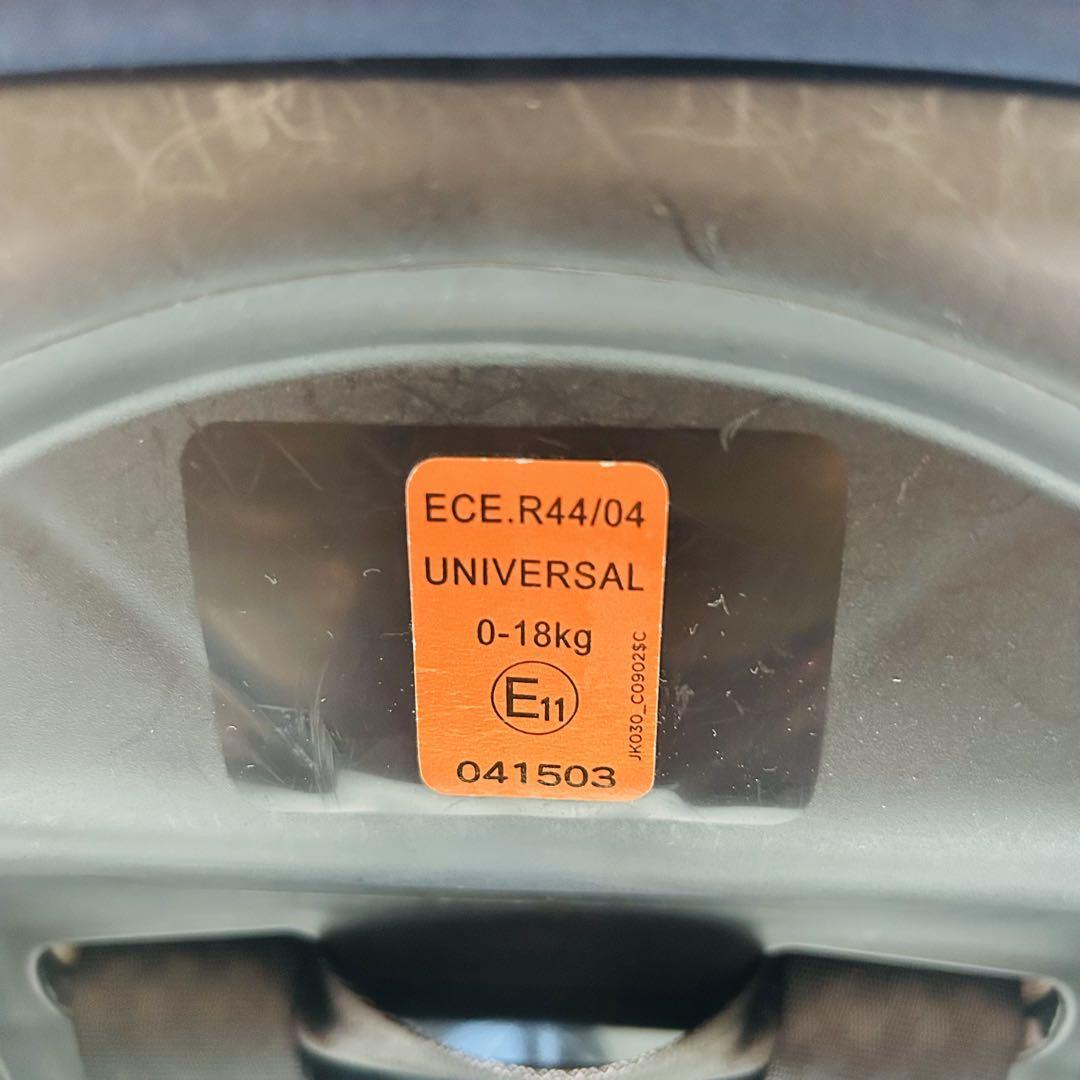 ECE.R44/04
UNIVERSAL
0-18kg
E11
041503
JK030_C0902$C